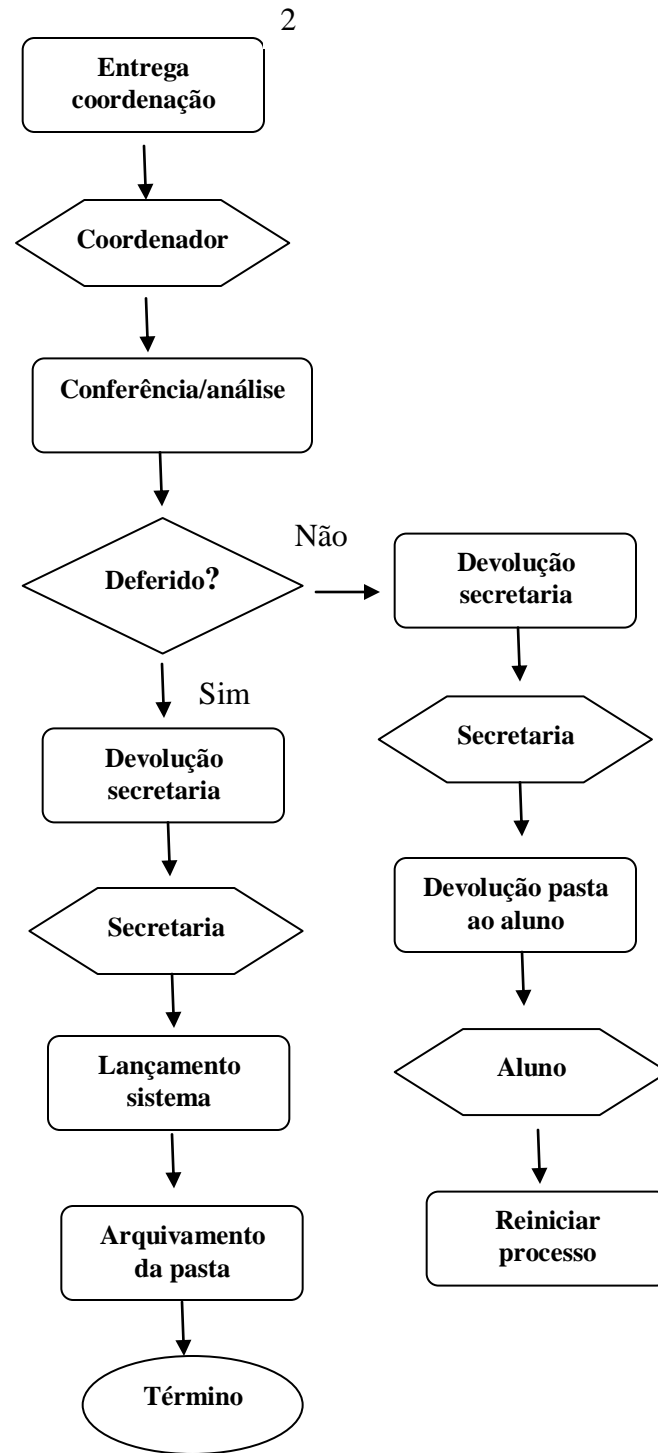 2
Entrega
coordenação
Coordenador
Conferência/análise
Deferido?
Não
Devolução
secretaria
Sim
Devolução
secretaria
Secretaria
Secretaria
Devolução pasta
ao aluno
Lançamento
sistema
Aluno
Arquivamento
da pasta
Reiniciar
processo
Término